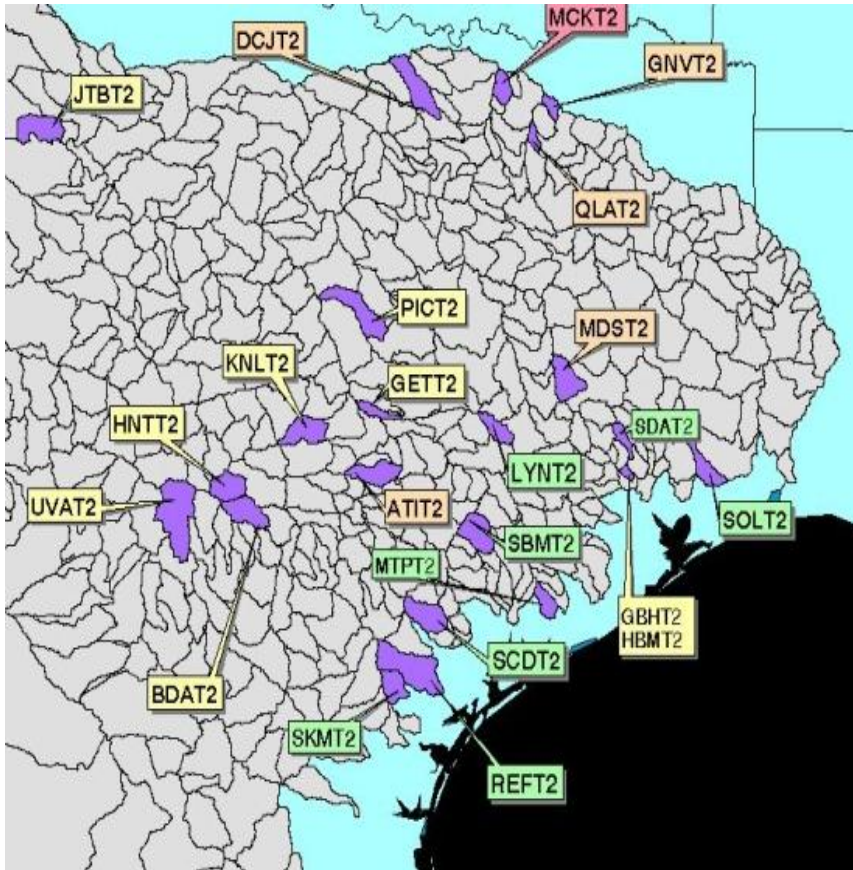 MCKT2
DCJT2
GNVT2
JTBT2
QLAT2
PICT2
MDST2
KNLT2
GETT2
HNTT2
SDAT2
LYNT2
UVAT2
ATIT2
SOLT2
SBMT2
MTPT2
GBHT2
HBMT2
SCDT2
BDAT2
SKMT2
REFT2